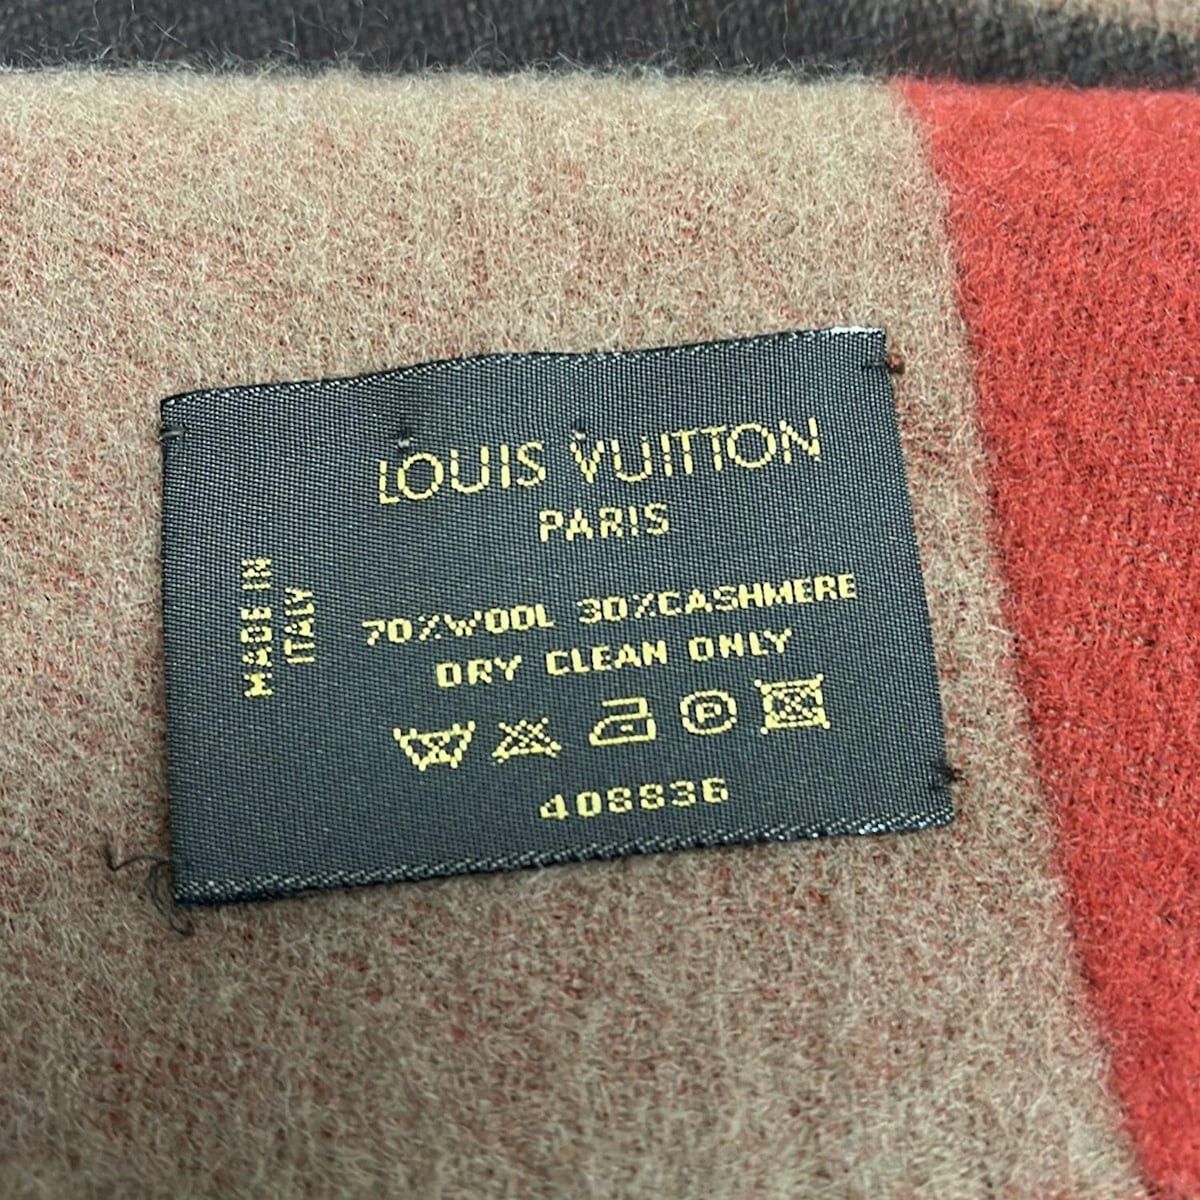 LOUIS VUITTON
PARIS
MADE IN
ITALY
70%WOOL 30%CASHMERE
DRY CLEAN ONLY
P
408836